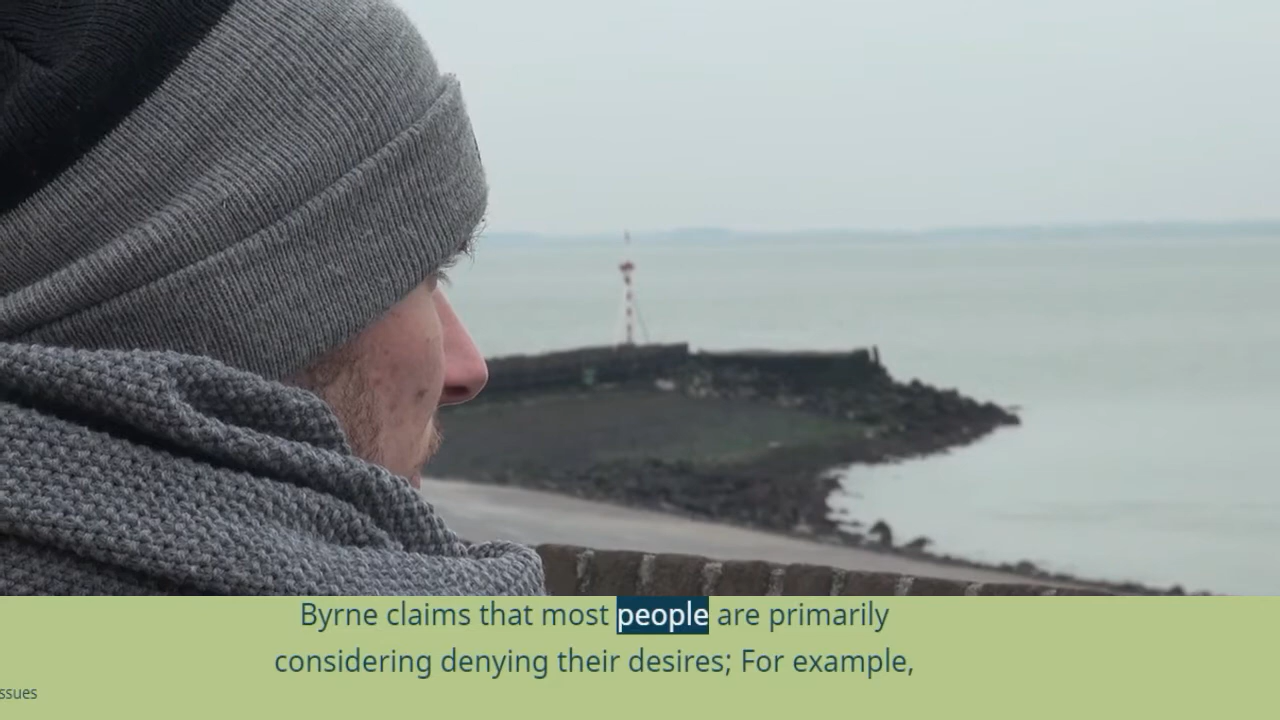 Byrne claims that most people are primarily
considering denying their desires; For example,
ssues